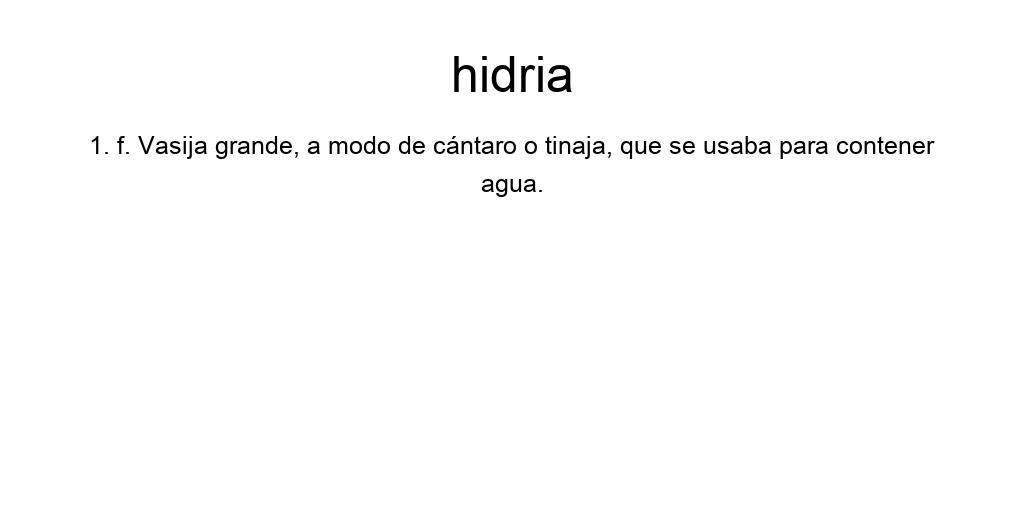 hidria
1. f. Vasija grande, a modo de cántaro o tinaja, que se usaba para contener
agua.